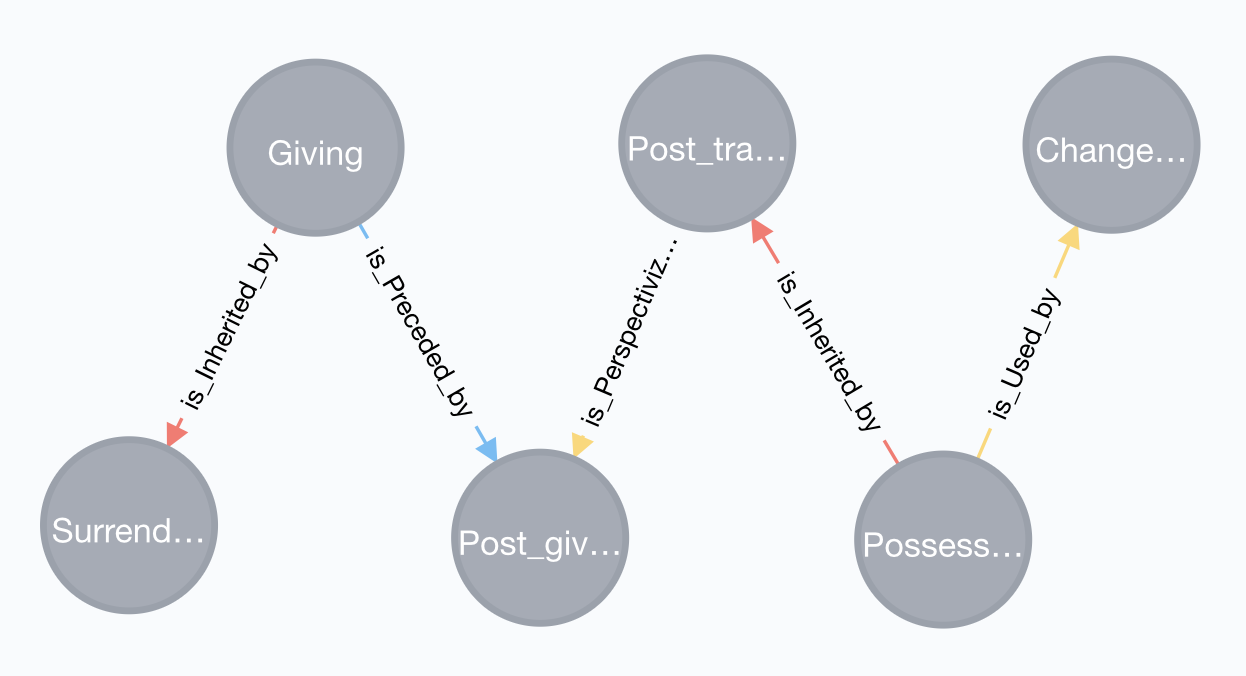 Giving
Post_tra...
Change...
is_Inherited_by
is_Preceded_by
is_Perspectiviz...
is_Inherited_by
is_Used_by
Surrend...
Post_giv...
Possess...